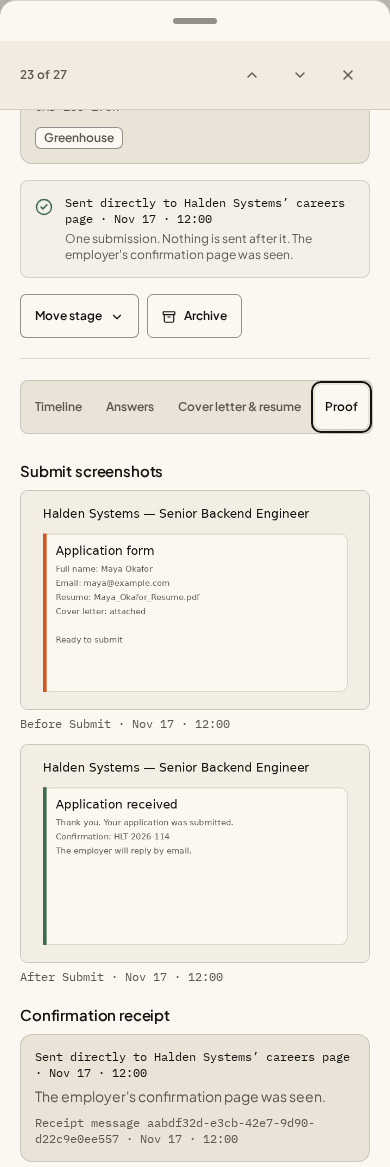 23 of 27
Greenhouse
Sent directly to Halden Systems’ careers
page · Nov 17 · 12:00
One submission. Nothing is sent after it. The
employer's confirmation page was seen.
Move stage
Archive
Timeline
Answers
Cover letter & resume
Proof
Submit screenshots
Halden Systems — Senior Backend Engineer
Application form
Full name: Maya Okafor
Email: maya@example.com
Resume: Maya_Okafor_Resume.pdf
Cover letter: attached
Ready to submit
Before Submit · Nov 17 · 12:00
Halden Systems — Senior Backend Engineer
Application received
Thank you. Your application was submitted.
Confirmation: HLT 2026 114
The employer will reply by email.
After Submit · Nov 17 · 12:00
Confirmation receipt
Sent directly to Halden Systems’ careers page
· Nov 17 · 12:00
The employer's confirmation page was seen.
Receipt message aabdf32d-e3cb-42e7-9d90-
d22c9e0ee557 · Nov 17 · 12:00